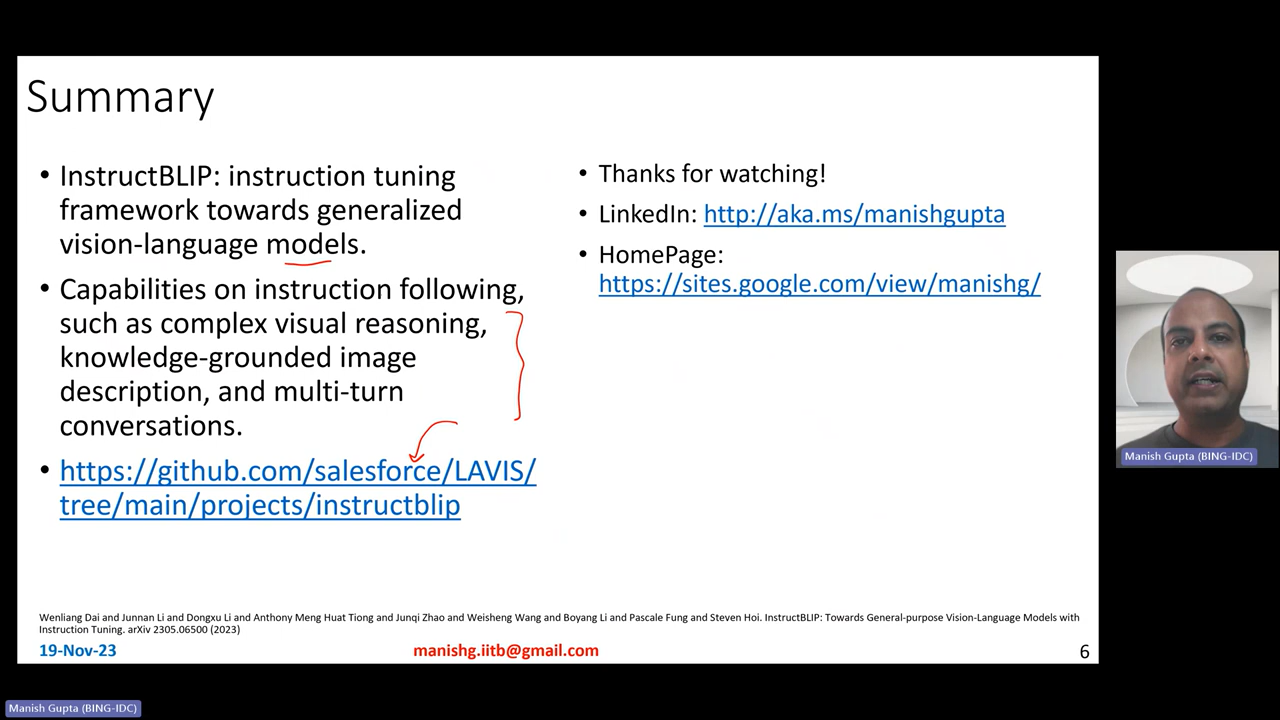 Summary
• InstructBLIP: instruction tuning
framework towards generalized
vision-language models.
• Capabilities on instruction following,
such as complex visual reasoning,
knowledge-grounded image
description, and multi-turn
conversations.
• https://github.com/salesforce/LAVIS/
tree/main/projects/instructblip
• Thanks for watching!
• LinkedIn: http://aka.ms/manishgupta
• HomePage:
https://sites.google.com/view/manishg/
Wenliang Dai and Junnan Li and Dongxu Li and Anthony Meng Huat Tiong and Junqi Zhao and Weisheng Wang and Boyang Li and Pascale Fung and Steven Hoi. InstructBLIP: Towards General-purpose Vision-Language Models with
Instruction Tuning. arXiv 2305.06500 (2023)
19-Nov-23
manishg.iitb@gmail.com
6
Manish Gupta (BING-IDC)
Manish Gupta (BING-IDC)